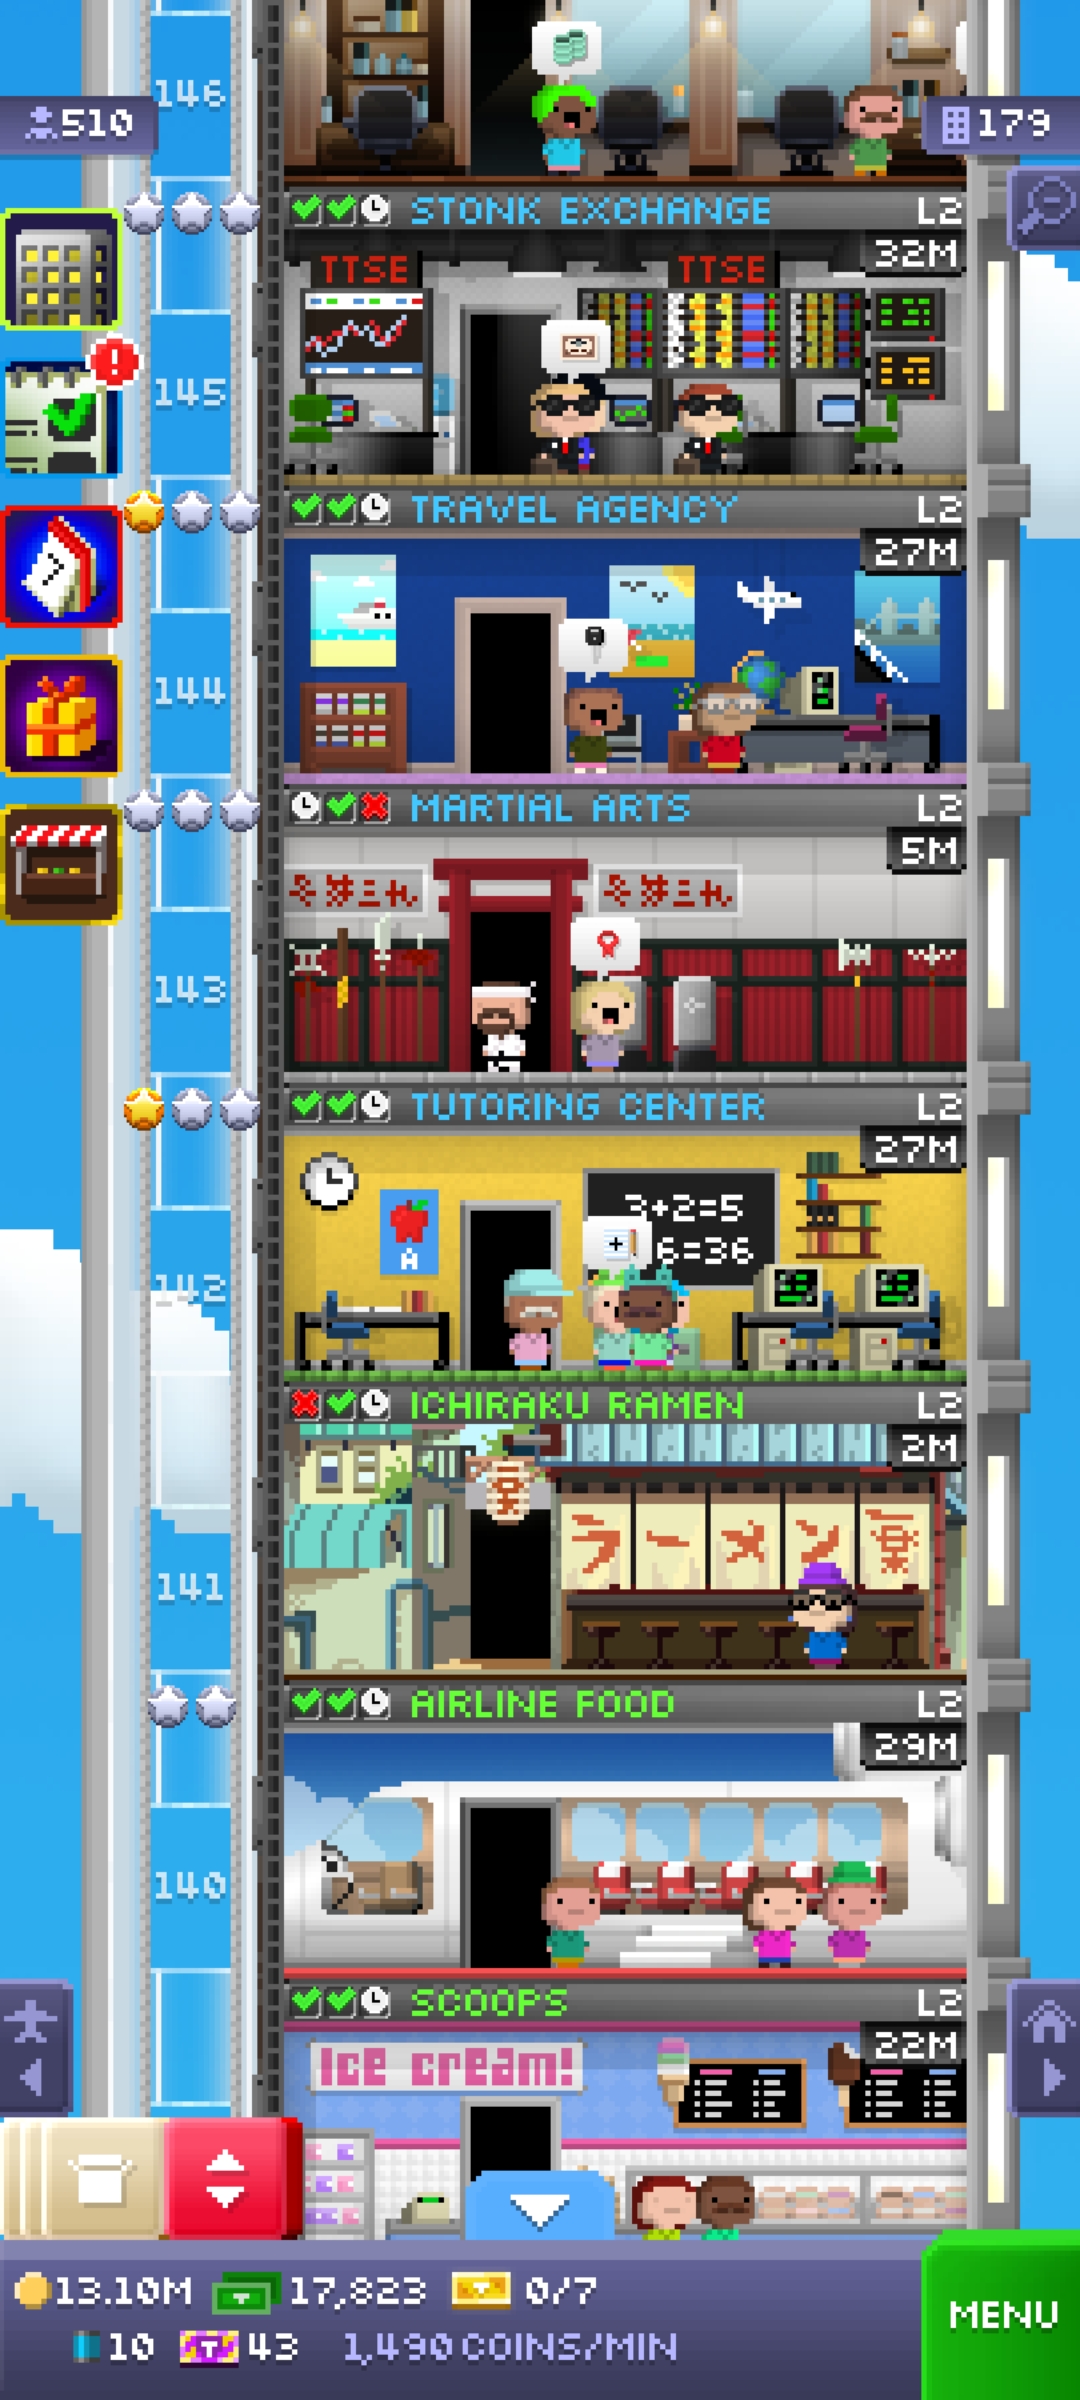 146
510
179
STONK EXCHANGE L2
32M
TTSE TTSE
145
TRAVEL AGENCY L2
27M
7
144
MARTIAL ARTS L2
5M
143
TUTORING CENTER L2
27M
3+2=5
6=36
A
142
ICHIRAKU RAMEN L2
2M
ラーメン
141
AIRLINE FOOD L2
29M
140
SCOOPS L2
22M
Ice cream!
13.10M 17,823 0/7
MENU
10 T 43 1,490 COINS/MIN